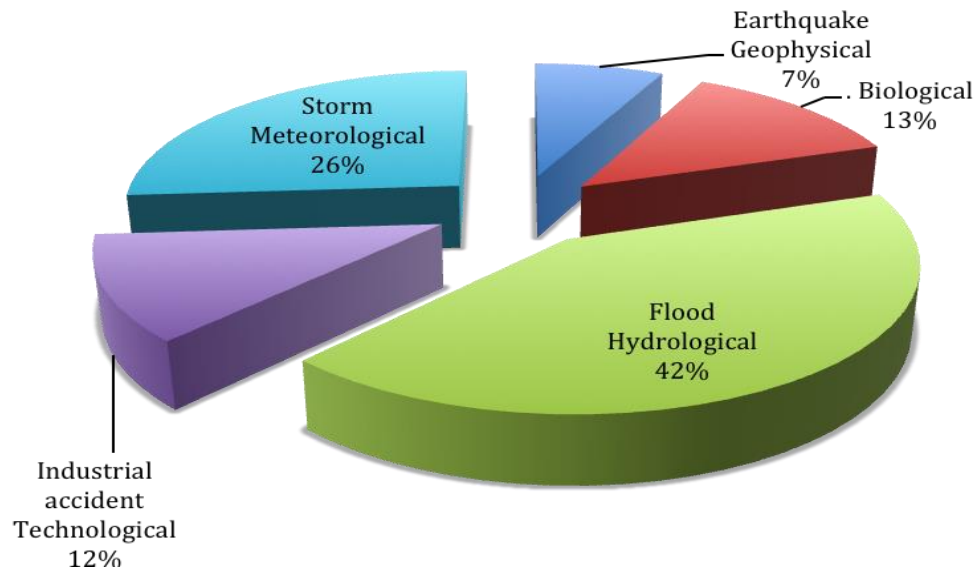 Earthquake
Geophysical
7%
. Biological
13%
Storm
Meteorological
26%
Flood
Hydrological
42%
Industrial
accident
Technological
12%